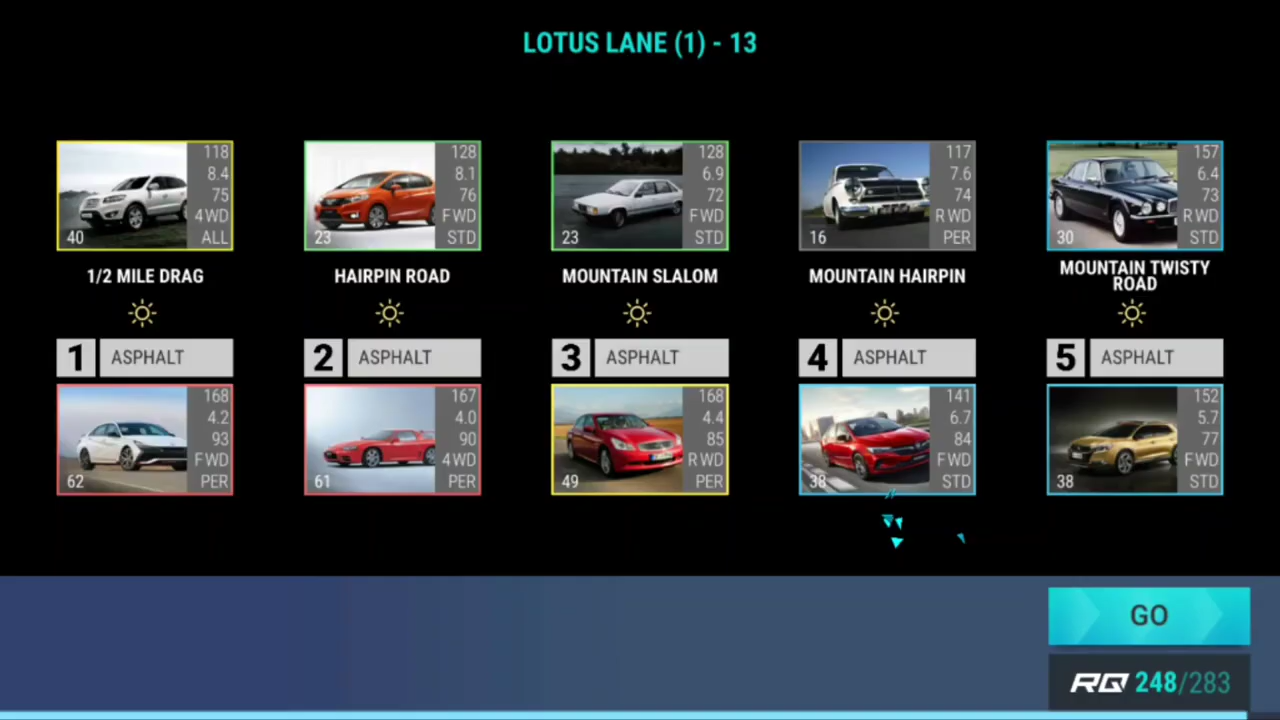 LOTUS LANE (1) - 13
118
8.4
75
4WD
40 ALL
128
8.1
76
FWD
23 STD
128
6.9
72
FWD
23 STD
117
7.6
74
RWD
16 PER
157
6.4
73
RWD
30 STD
1/2 MILE DRAG
HAIRPIN ROAD
MOUNTAIN SLALOM
MOUNTAIN HAIRPIN
MOUNTAIN TWISTY
ROAD
1 ASPHALT
2 ASPHALT
3 ASPHALT
4 ASPHALT
5 ASPHALT
168
4.2
93
FWD
62 PER
167
4.0
90
4WD
61 PER
168
4.4
85
RWD
49 PER
141
6.7
84
FWD
38 STD
152
5.7
77
FWD
38 STD
GO
RQ 248/283